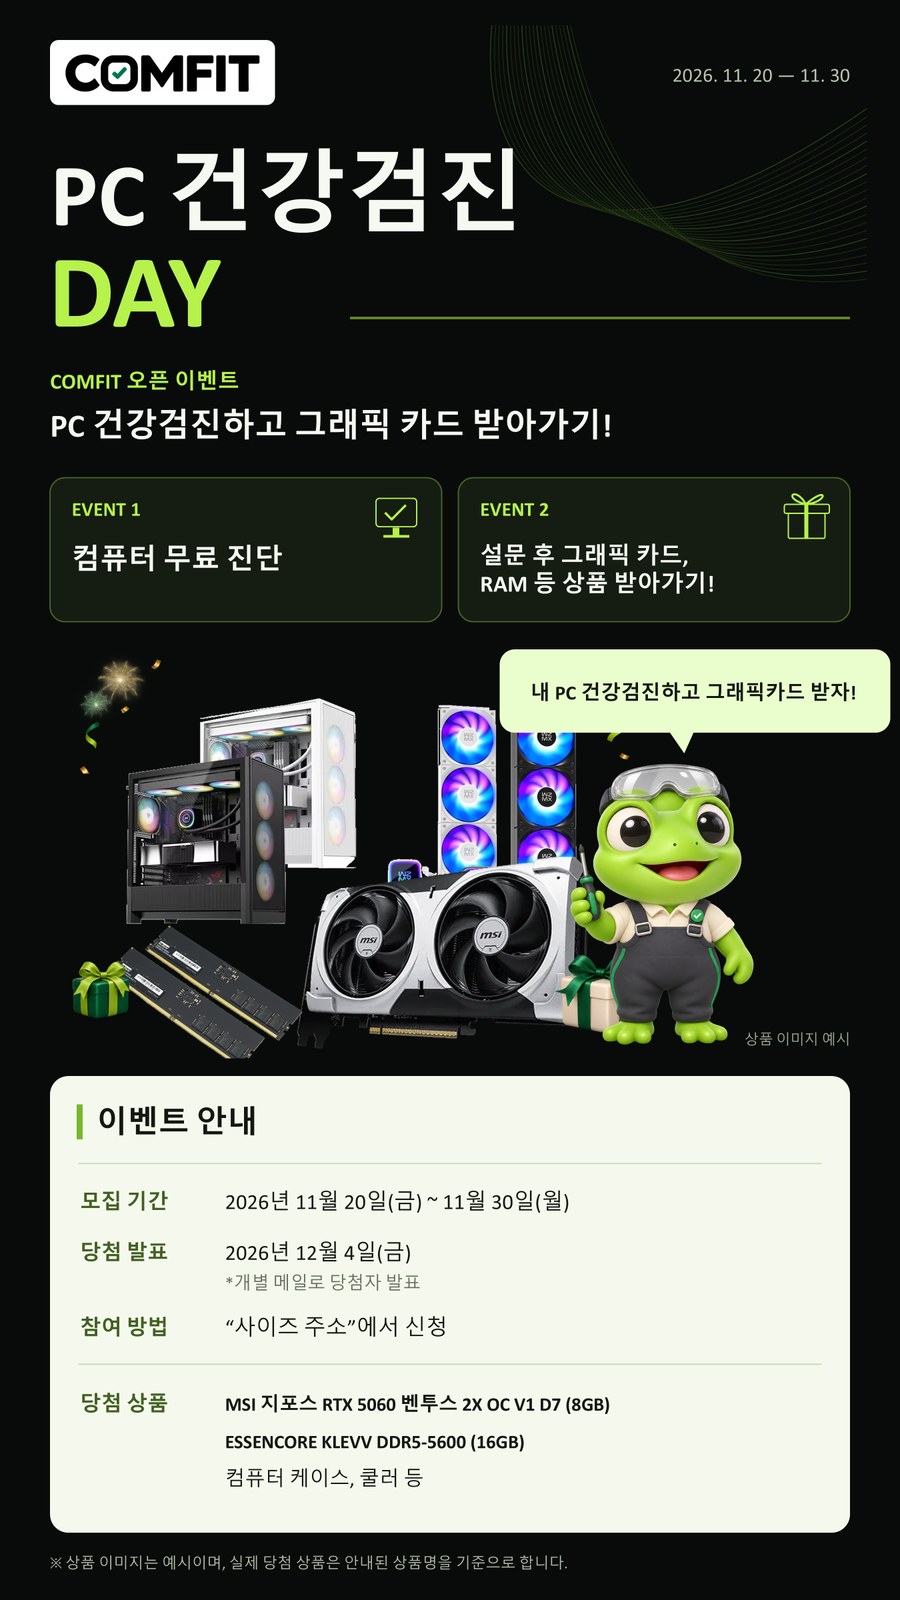 COMFIT
2026. 11. 20 — 11. 30
PC 건강검진
DAY
COMFIT 오픈 이벤트
PC 건강검진하고 그래픽 카드 받아가기!
EVENT 1
컴퓨터 무료 진단
EVENT 2
설문 후 그래픽 카드,
RAM 등 상품 받아가기!
내 PC 건강검진하고 그래픽카드 받자!
msi
msi
상품 이미지 예시
이벤트 안내
모집 기간 2026년 11월 20일(금) ~ 11월 30일(월)
당첨 발표 2026년 12월 4일(금)
*개별 메일로 당첨자 발표
참여 방법 “사이즈 주소”에서 신청
당첨 상품 MSI 지포스 RTX 5060 벤투스 2X OC V1 D7 (8GB)
ESSENCORE KLEVV DDR5-5600 (16GB)
컴퓨터 케이스, 쿨러 등
※ 상품 이미지는 예시이며, 실제 당첨 상품은 안내된 상품명을 기준으로 합니다.